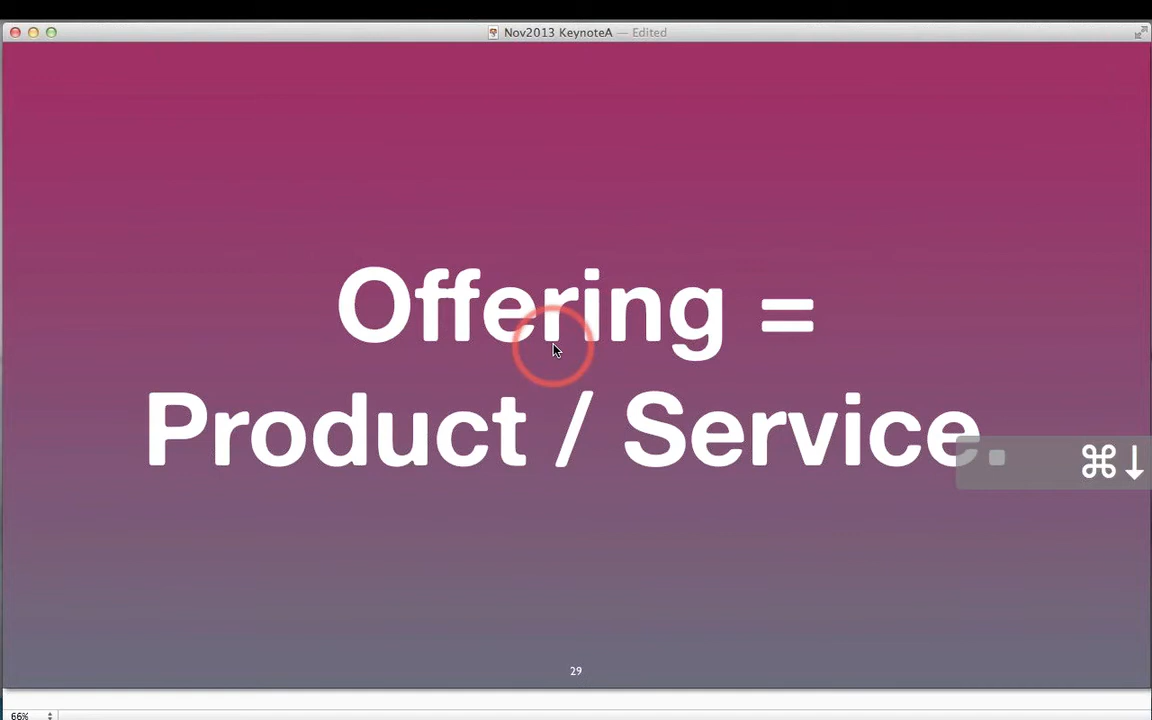 Nov2013 KeynoteA — Edited
Offering =
Product / Service.
⌘↓
29
66%